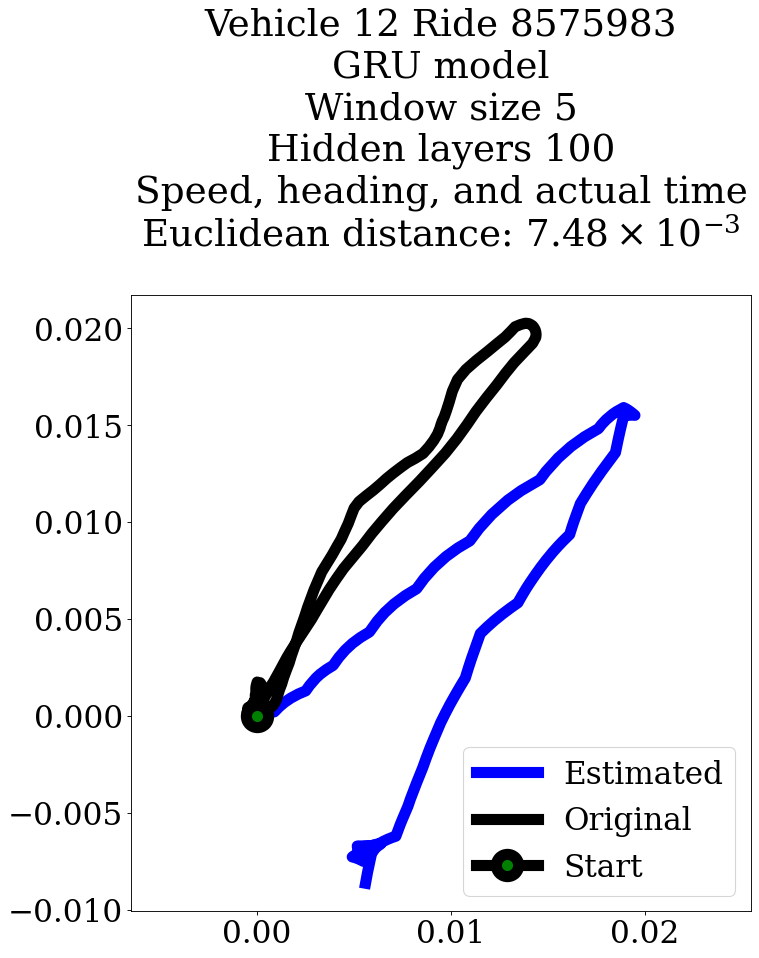 Vehicle 12 Ride 8575983
GRU model
Window size 5
Hidden layers 100
Speed, heading, and actual time
Euclidean distance: 7.48 × 10⁻³
0.020
0.015
0.010
0.005
0.000
−0.005
−0.010
0.00 0.01 0.02
Estimated
Original
Start